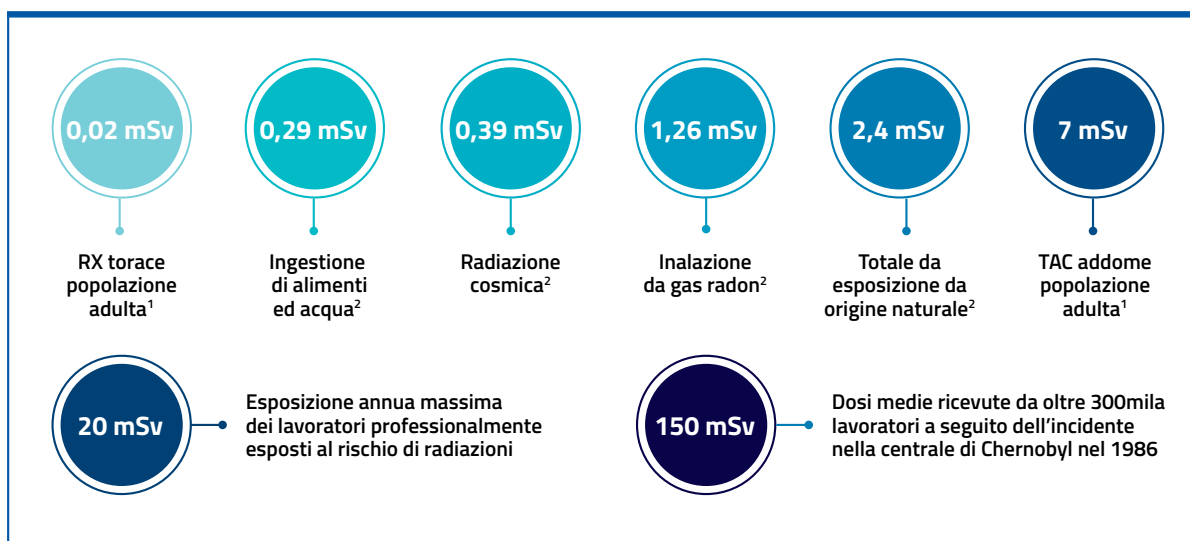 0,02 mSv
RX torace
popolazione
adulta¹
0,29 mSv
Ingestione
di alimenti
ed acqua²
0,39 mSv
Radiazione
cosmica²
1,26 mSv
Inalazione
da gas radon²
2,4 mSv
Totale da
esposizione da
origine naturale²
7 mSv
TAC addome
popolazione
adulta¹
20 mSv
Esposizione annua massima
dei lavoratori professionalmente
esposti al rischio di radiazioni
150 mSv
Dosi medie ricevute da oltre 300mila
lavoratori a seguito dell’incidente
nella centrale di Chernobyl nel 1986